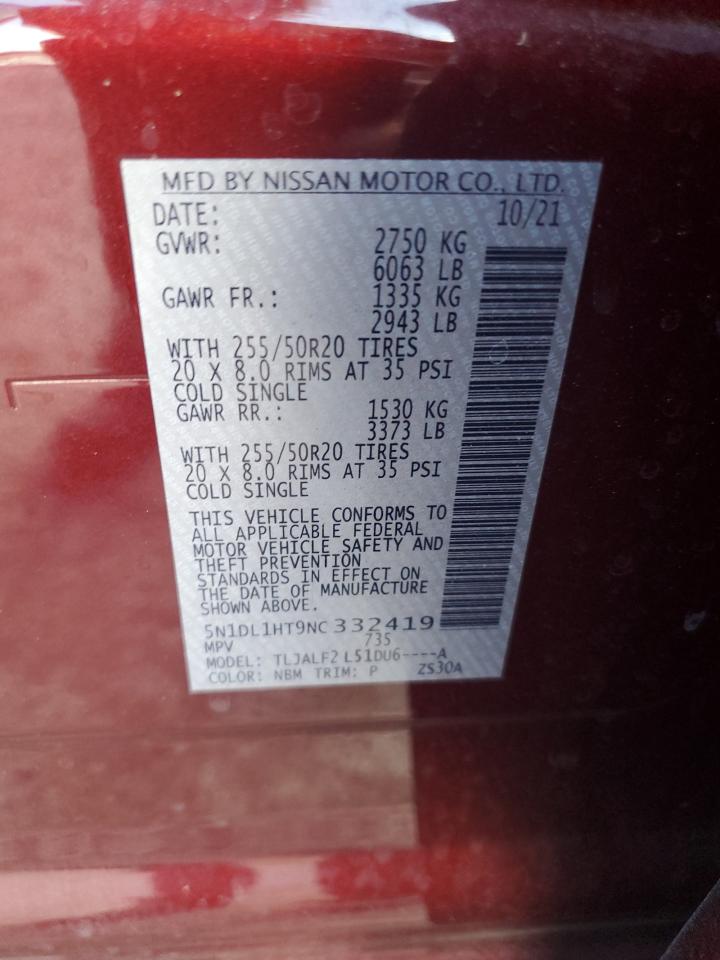 MFD BY NISSAN MOTOR CO., LTD.
DATE: 10/21
GVWR: 2750 KG
6063 LB
GAWR FR.: 1335 KG
2943 LB
WITH 255/50R20 TIRES
20 X 8.0 RIMS AT 35 PSI
COLD SINGLE
GAWR RR.: 1530 KG
3373 LB
WITH 255/50R20 TIRES
20 X 8.0 RIMS AT 35 PSI
COLD SINGLE
THIS VEHICLE CONFORMS TO
ALL APPLICABLE FEDERAL
MOTOR VEHICLE SAFETY AND
THEFT PREVENTION
STANDARDS IN EFFECT ON
THE DATE OF MANUFACTURE
SHOWN ABOVE.
5N1DL1HT9NC 332419
MPV 735
MODEL: TLJALF2 L51DU6----A
COLOR: NBM TRIM: P ZS30A